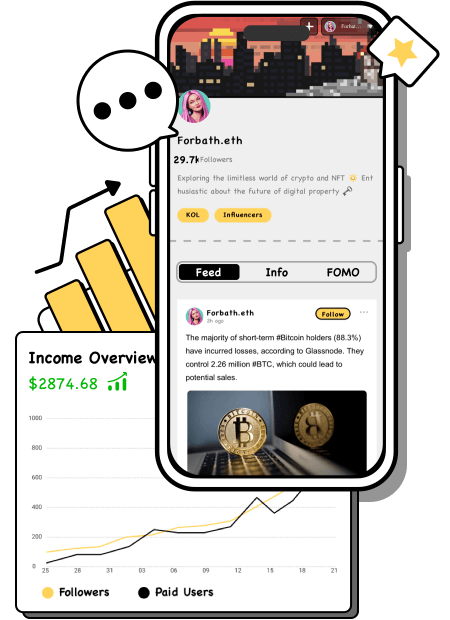 Forba...
Forbath.eth
29.7k Followers
Exploring the limitless world of crypto and NFT Ent
husiastic about the future of digital property
KOL Influencers
Feed Info FOMO
Forbath.eth Follow
2h ago
The majority of short-term #Bitcoin holders (88.3%)
have incurred losses, according to Glassnode. They
control 2.26 million #BTC, which could lead to
potential sales.
Income Overview
$2874.68
1000
800
600
400
200
0
25 28 31 03 06 09 12 15 18 21
Followers Paid Users